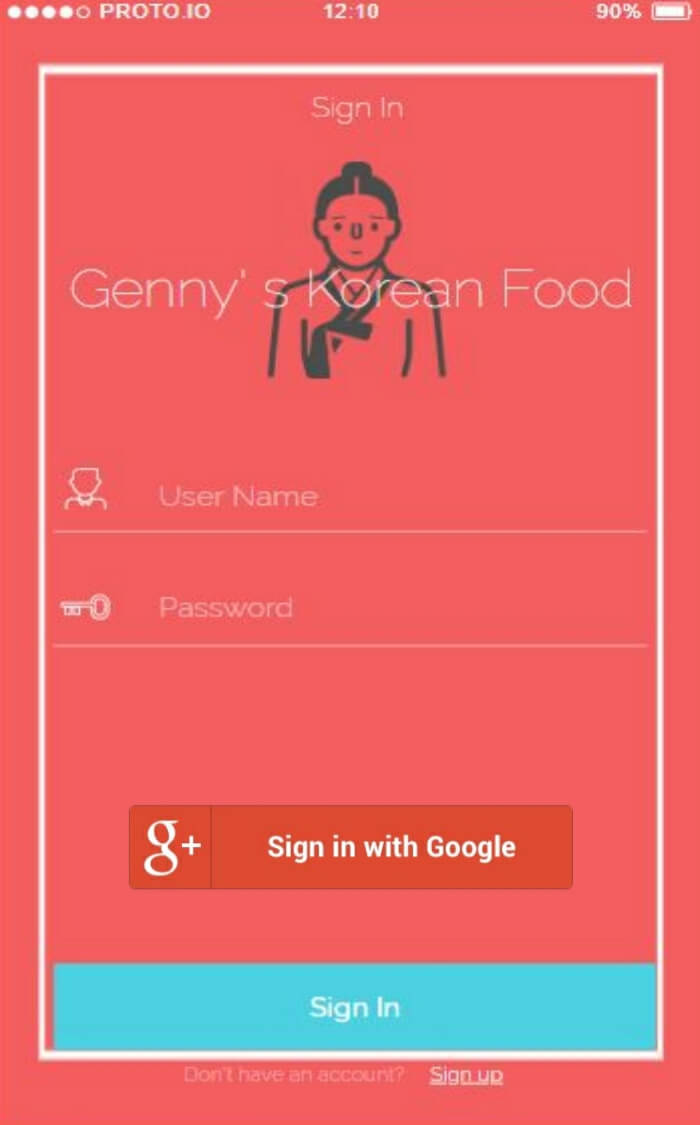 PROTO.IO 12:10 90%
Sign In
Genny' s Korean Food
User Name
Password
g+ Sign in with Google
Sign In
Don't have an account? Sign up